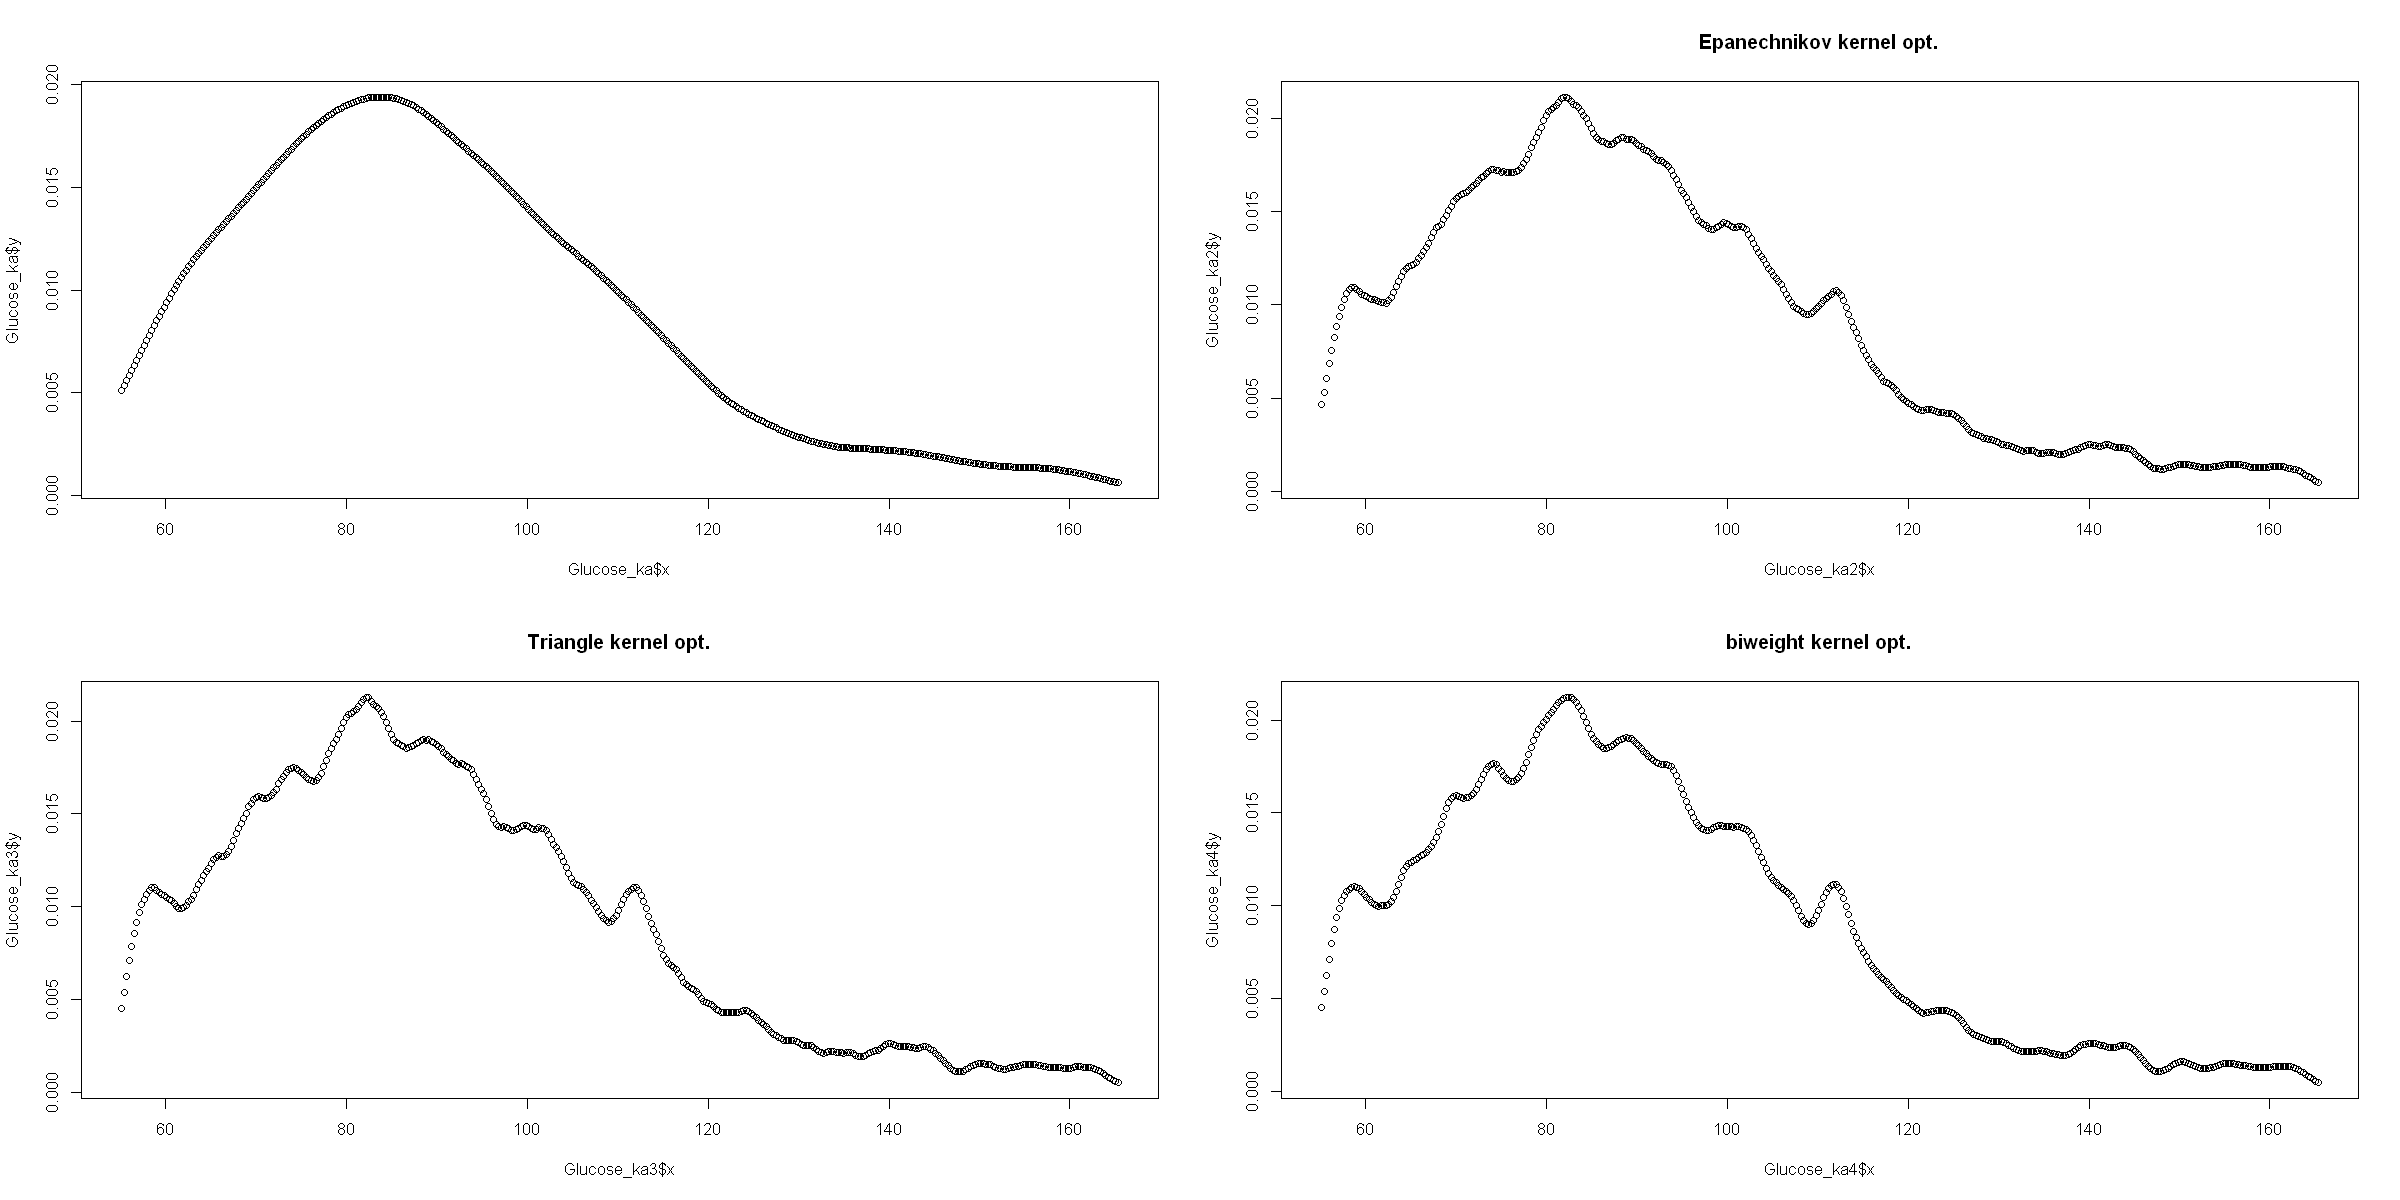 0.000 0.005 0.010 0.015 0.020
Glucose_ka$y
60 80 100 120 140 160
Glucose_ka$x
Epanechnikov kernel opt.
0.000 0.005 0.010 0.015 0.020
Glucose_ka2$y
60 80 100 120 140 160
Glucose_ka2$x
Triangle kernel opt.
0.000 0.005 0.010 0.015 0.020
Glucose_ka3$y
60 80 100 120 140 160
Glucose_ka3$x
biweight kernel opt.
0.000 0.005 0.010 0.015 0.020
Glucose_ka4$y
60 80 100 120 140 160
Glucose_ka4$x